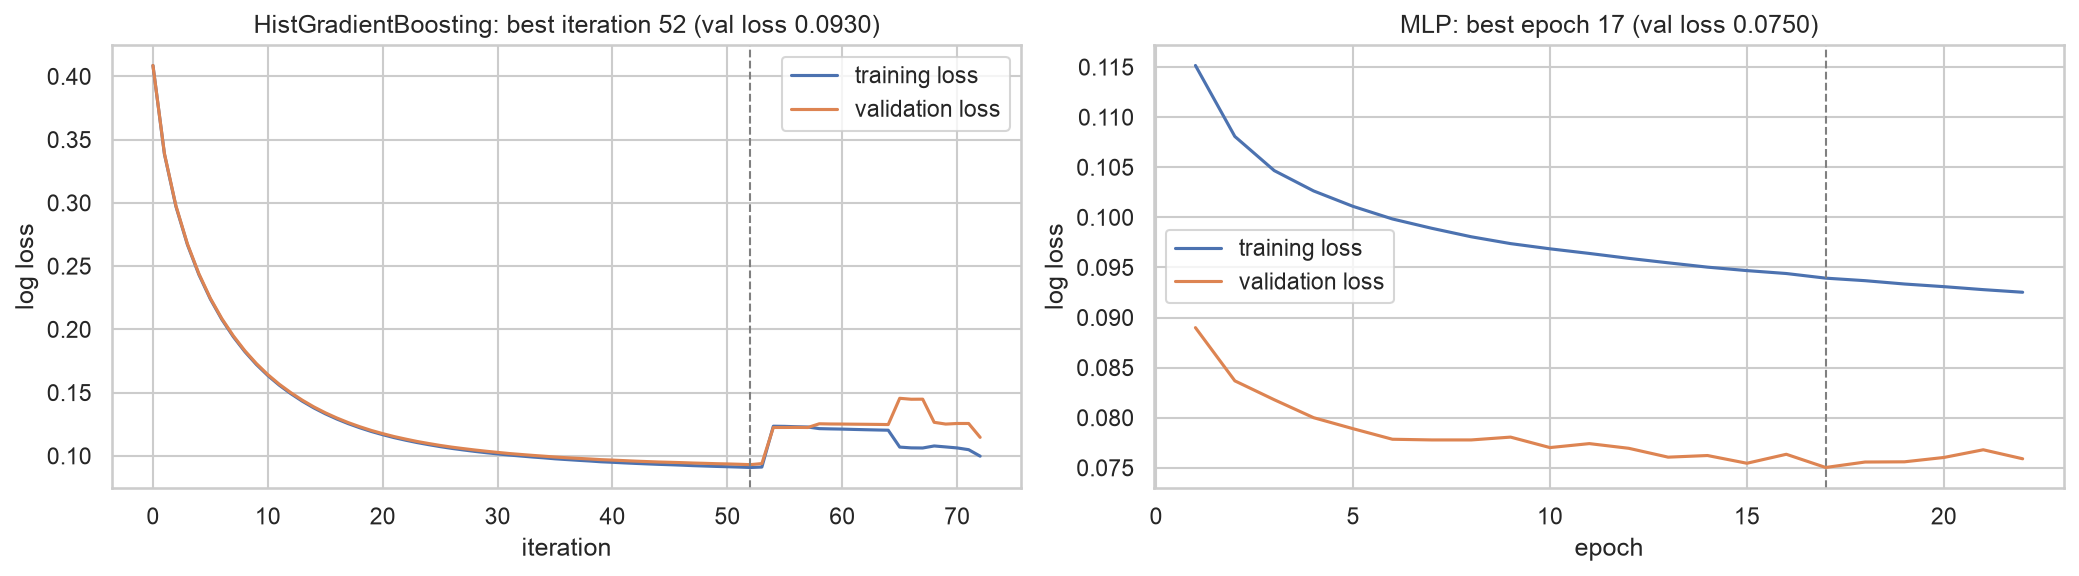 HistGradientBoosting: best iteration 52 (val loss 0.0930)
0.40
0.35
0.30
0.25
0.20
0.15
0.10
log loss
training loss
validation loss
0 10 20 30 40 50 60 70
iteration
MLP: best epoch 17 (val loss 0.0750)
0.115
0.110
0.105
0.100
0.095
0.090
0.085
0.080
0.075
log loss
training loss
validation loss
0 5 10 15 20
epoch